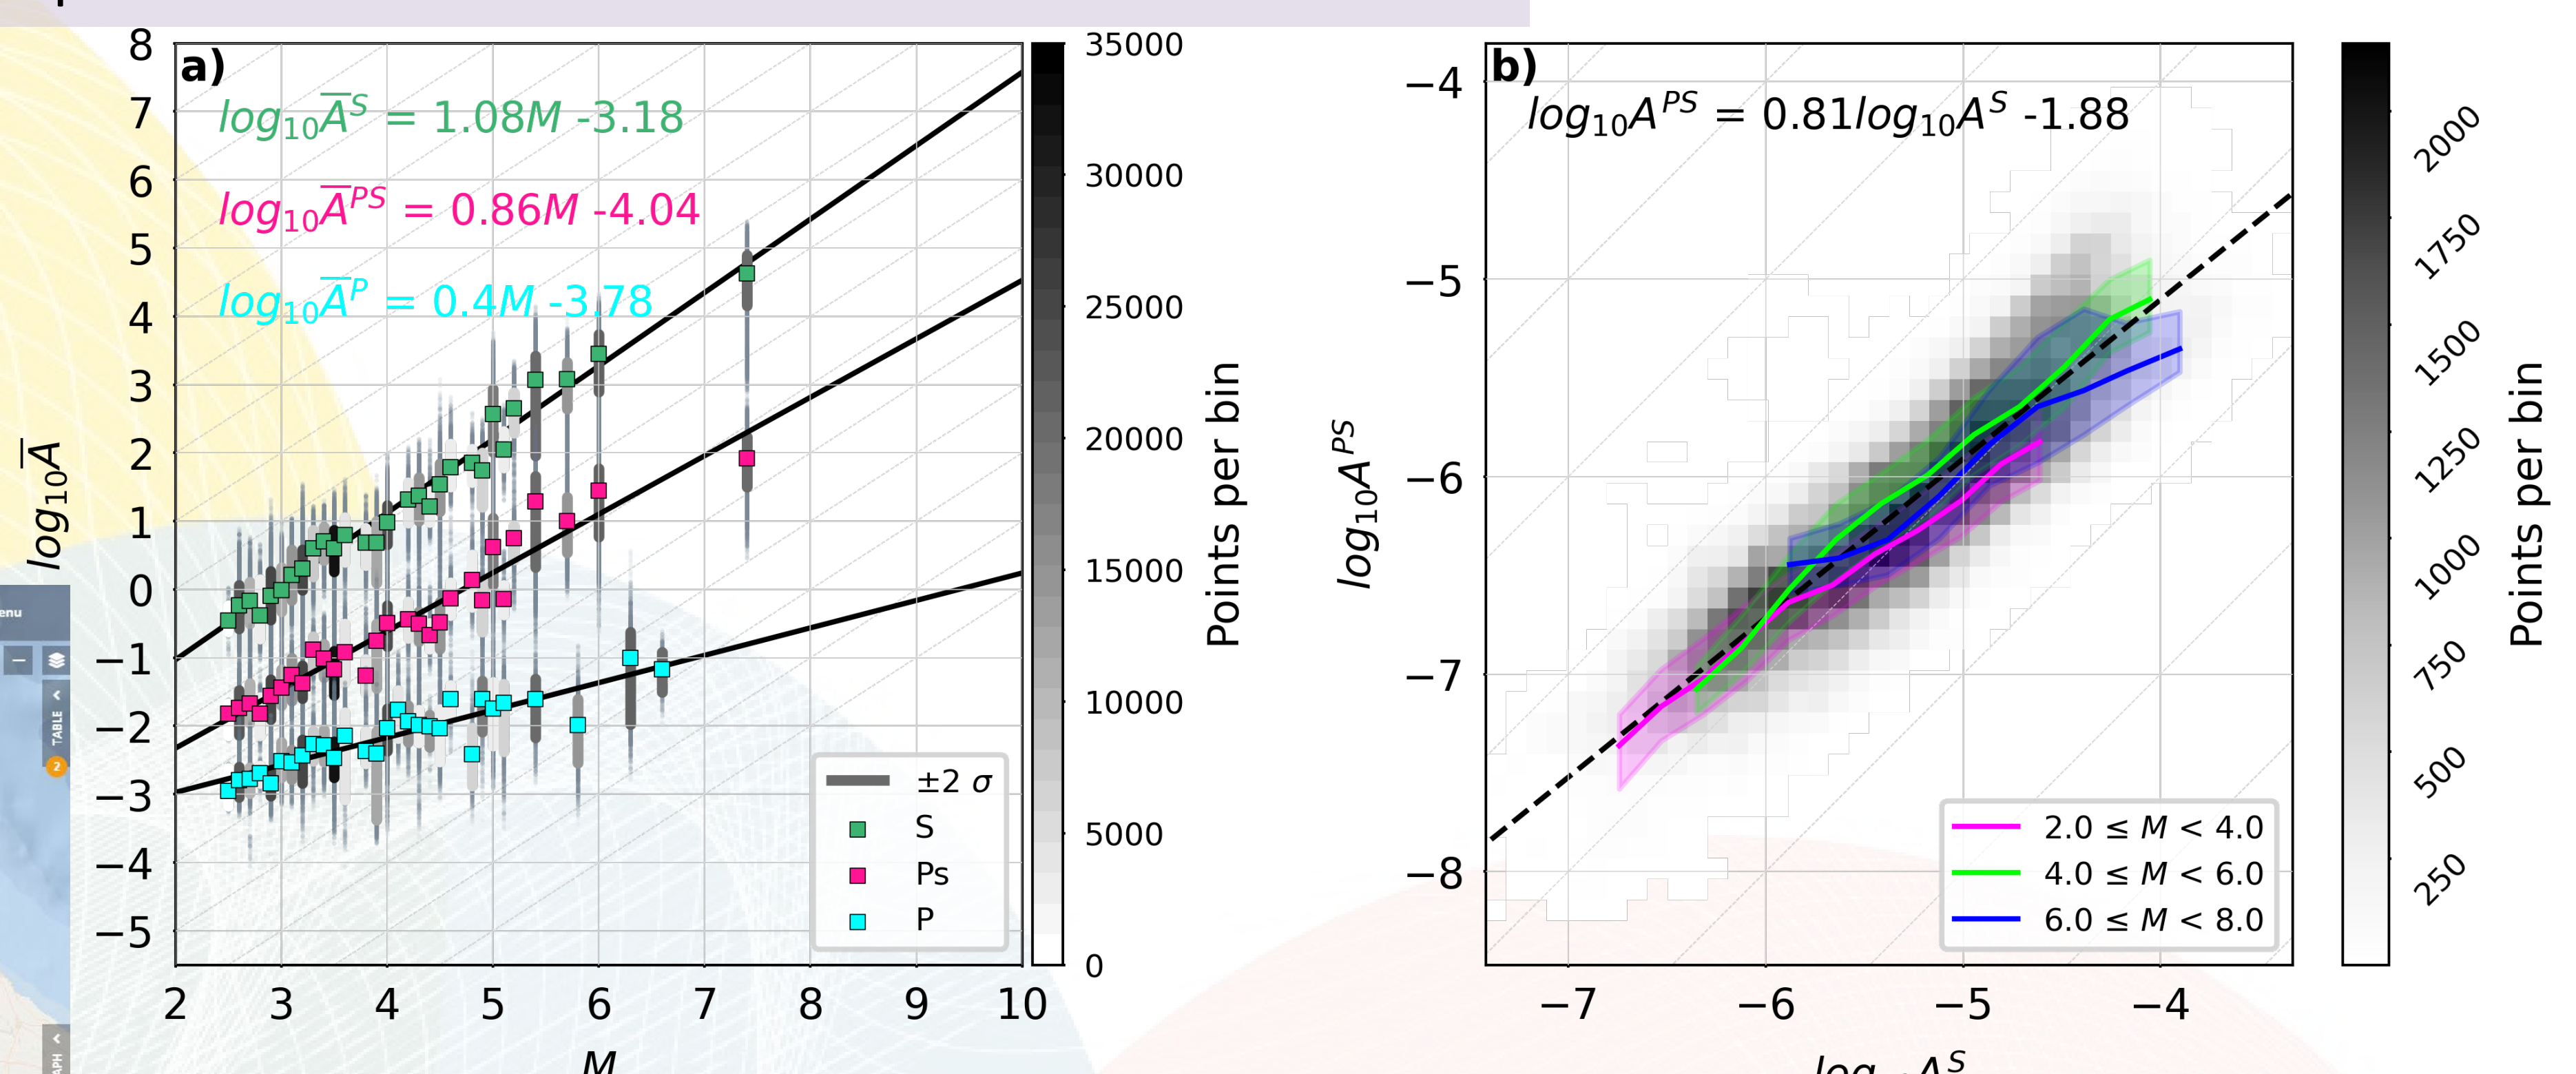 a)
log₁₀A̅ˢ = 1.08M -3.18
log₁₀A̅ᴾˢ = 0.86M -4.04
log₁₀A̅ᴾ = 0.4M -3.78
8
7
6
5
4
3
2
1
0
−1
−2
−3
−4
−5
log₁₀A̅
2 3 4 5 6 7 8 9 10
M
±2 σ
S
Ps
P
35000
30000
25000
20000
15000
10000
5000
0
Points per bin
b)
log₁₀Aᴾˢ = 0.81log₁₀Aˢ -1.88
−4
−5
−6
−7
−8
log₁₀Aᴾˢ
−7 −6 −5 −4
2.0 ≤ M < 4.0
4.0 ≤ M < 6.0
6.0 ≤ M < 8.0
2000
1750
1500
1250
1000
750
500
250
Points per bin
enu
TABLE
2